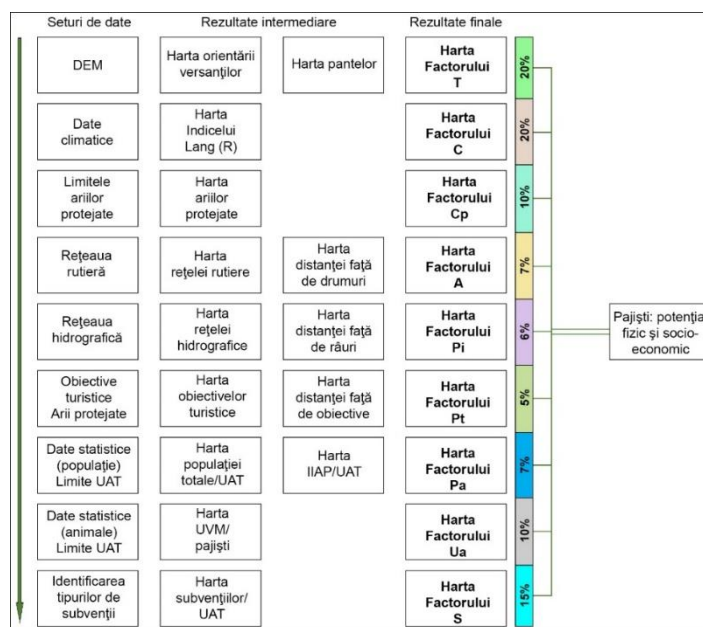 Seturi de date
Rezultate intermediare
Rezultate finale
DEM
Harta orientării
versanților
Harta pantelor
Harta
Factorului
T
20%
Date
climatice
Harta
Indicelui
Lang (R)
Harta
Factorului
C
20%
Limitele
ariilor
protejate
Harta
ariilor
protejate
Harta
Factorului
Cp
10%
Rețeaua
rutieră
Harta
rețelei rutiere
Harta
distanței față
de drumuri
Harta
Factorului
A
7%
Rețeaua
hidrografică
Harta
rețelei
hidrografice
Harta
distanței față
de râuri
Harta
Factorului
Pi
6%
Obiective
turistice
Arii protejate
Harta
obiectivelor
turistice
Harta
distanței față
de obiective
Harta
Factorului
Pt
5%
Date statistice
(populație)
Limite UAT
Harta
populației
totale/UAT
Harta
IIAP/UAT
Harta
Factorului
Pa
7%
Date statistice
(animale)
Limite UAT
Harta
UVM/
pajiști
Harta
Factorului
Ua
10%
Identificarea
tipurilor de
subvenții
Harta
subvențiilor/
UAT
Harta
Factorului
S
15%
Pajiști: potenția
fizic și socio-
economic